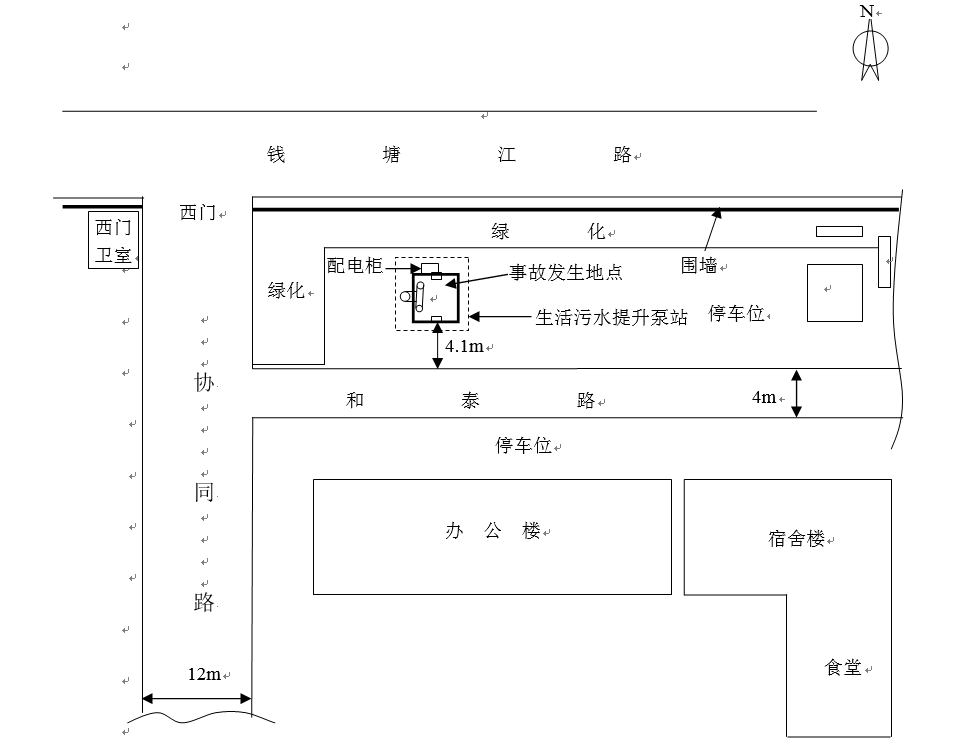 N
钱塘江路
西门
西门
卫室
绿化
配电柜
事故发生地点
围墙
绿化
生活污水提升泵站
停车位
4.1m
协同路
和泰路
4m
停车位
办公楼
宿舍楼
食堂
12m